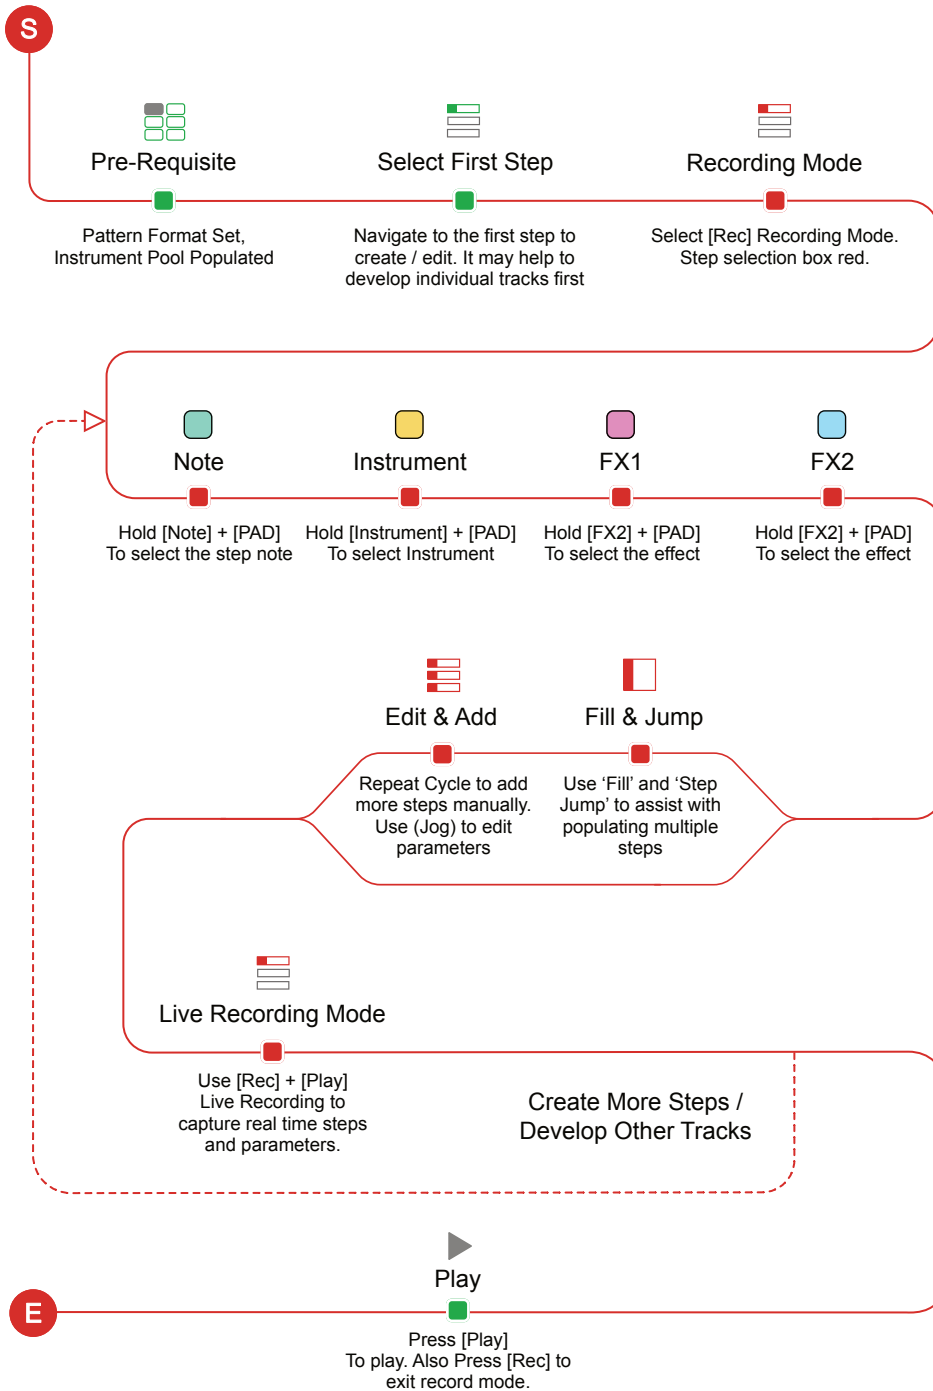 S
Pre-Requisite
Pattern Format Set,
Instrument Pool Populated
Select First Step
Navigate to the first step to
create / edit. It may help to
develop individual tracks first
Recording Mode
Select [Rec] Recording Mode.
Step selection box red.
Note
Hold [Note] + [PAD]
To select the step note
Instrument
Hold [Instrument] + [PAD]
To select Instrument
FX1
Hold [FX2] + [PAD]
To select the effect
FX2
Hold [FX2] + [PAD]
To select the effect
Edit & Add
Repeat Cycle to add
more steps manually.
Use (Jog) to edit
parameters
Fill & Jump
Use ‘Fill’ and ‘Step
Jump’ to assist with
populating multiple
steps
Live Recording Mode
Use [Rec] + [Play]
Live Recording to
capture real time steps
and parameters.
Create More Steps /
Develop Other Tracks
Play
E
Press [Play]
To play. Also Press [Rec] to
exit record mode.